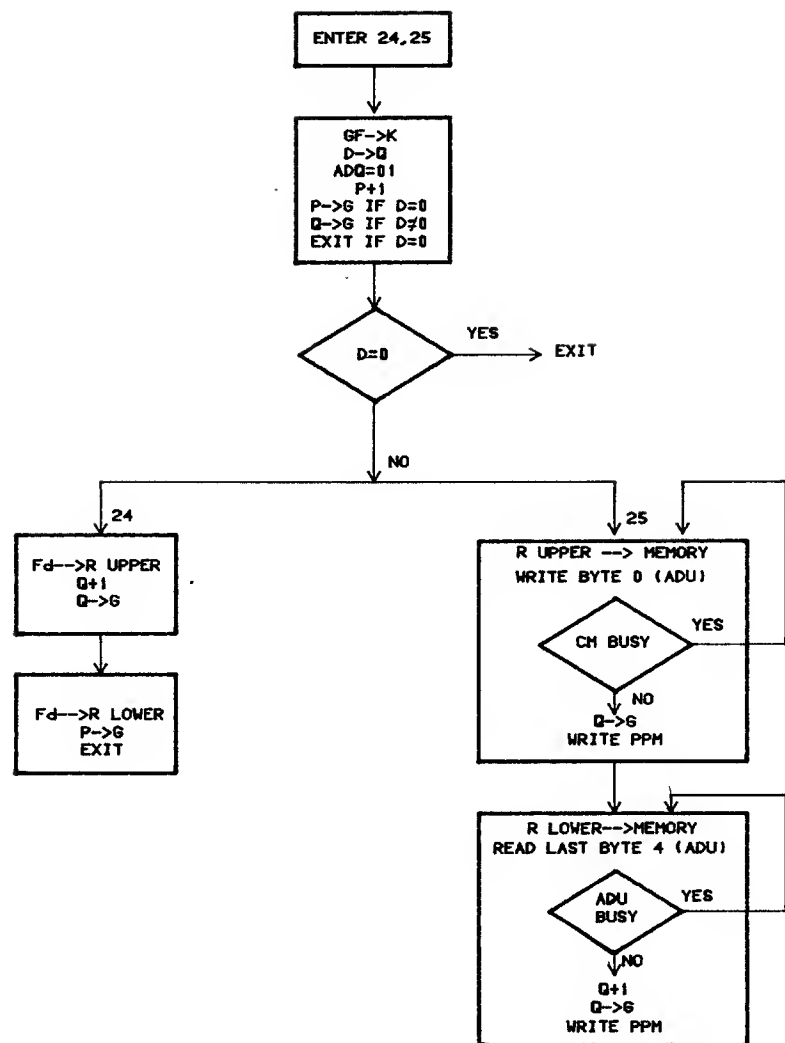 ENTER 24,25
GF->K
D->Q
ADQ=01
P+1
P->G IF D=0
Q->G IF D≠0
EXIT IF D=0
D=0
YES
EXIT
NO
24
Fd-->R UPPER
Q+1
Q->G
Fd-->R LOWER
P->G
EXIT
25
R UPPER --> MEMORY
WRITE BYTE 0 (ADU)
CM BUSY
YES
NO
Q->G
WRITE PPM
R LOWER-->MEMORY
READ LAST BYTE 4 (ADU)
ADU
BUSY
YES
NO
Q+1
Q->G
WRITE PPM